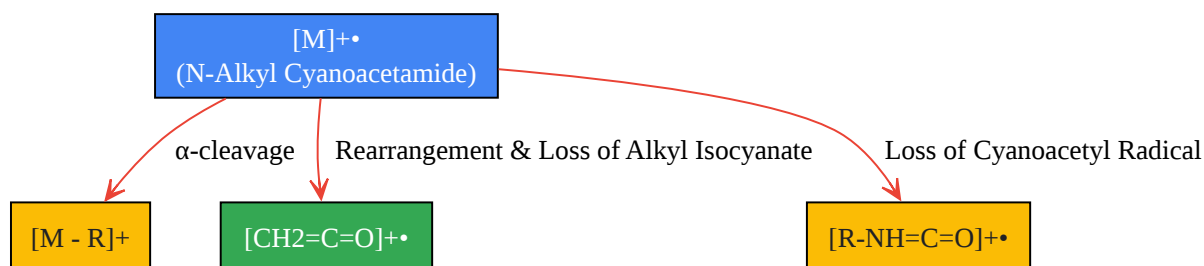 [M]+•
(N-Alkyl Cyanoacetamide)
α-cleavage
Rearrangement & Loss of Alkyl Isocyanate
Loss of Cyanoacetyl Radical
[M - R]+
[CH2=C=O]+•
[R-NH=C=O]+•